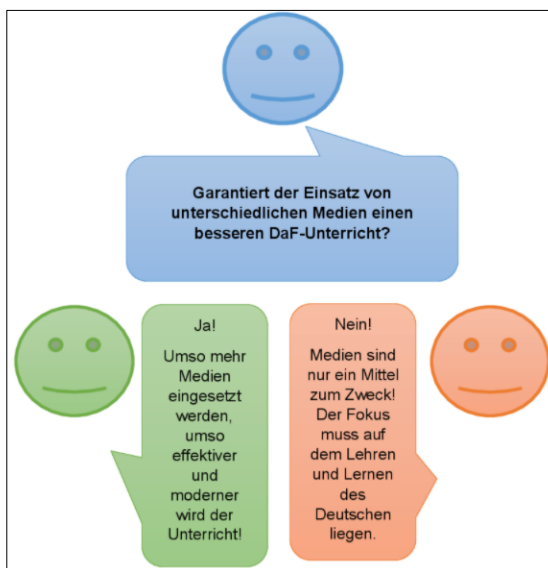 Garantiert der Einsatz von
unterschiedlichen Medien einen
besseren DaF-Unterricht?
Ja!
Umso mehr
Medien
eingesetzt
werden,
umso
effektiver
und
moderner
wird der
Unterricht!
Nein!
Medien sind
nur ein Mittel
zum Zweck!
Der Fokus
muss auf
dem Lehren
und Lernen
des
Deutschen
liegen.